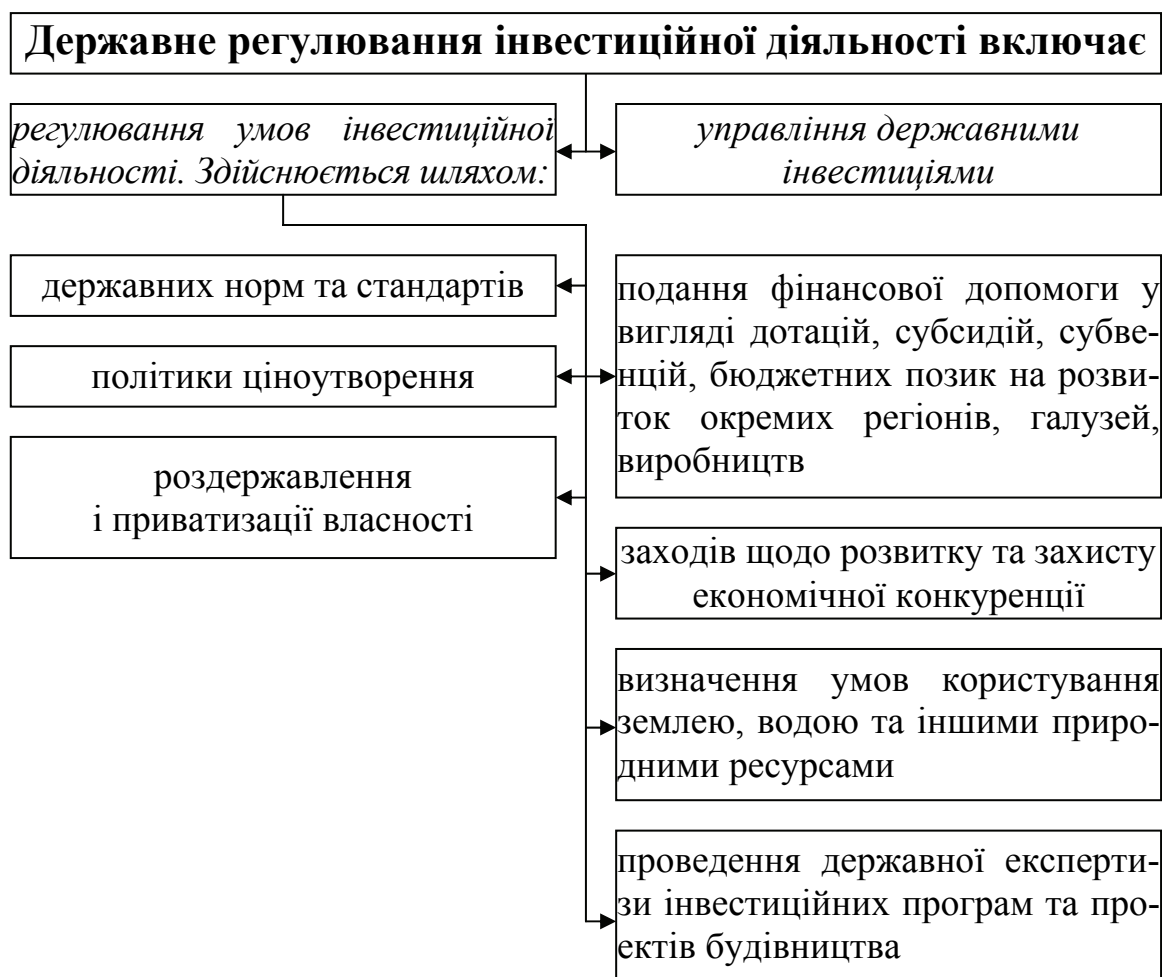 Державне регулювання інвестиційної діяльності включає
регулювання умов інвестиційної
діяльності. Здійснюється шляхом:
управління державними
інвестиціями
державних норм та стандартів
політики ціноутворення
роздержавлення
і приватизації власності
подання фінансової допомоги у
вигляді дотацій, субсидій, субве-
нцій, бюджетних позик на розви-
ток окремих регіонів, галузей,
виробництв
заходів щодо розвитку та захисту
економічної конкуренції
визначення умов користування
землею, водою та іншими приро-
дними ресурсами
проведення державної експерти-
зи інвестиційних програм та про-
ектів будівництва